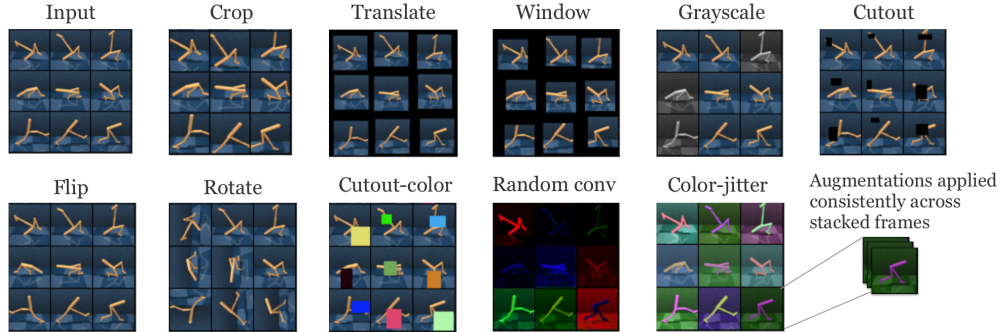 Input
Crop
Translate
Window
Grayscale
Cutout
Flip
Rotate
Cutout-color
Random conv
Color-jitter
Augmentations applied
consistently across
stacked frames